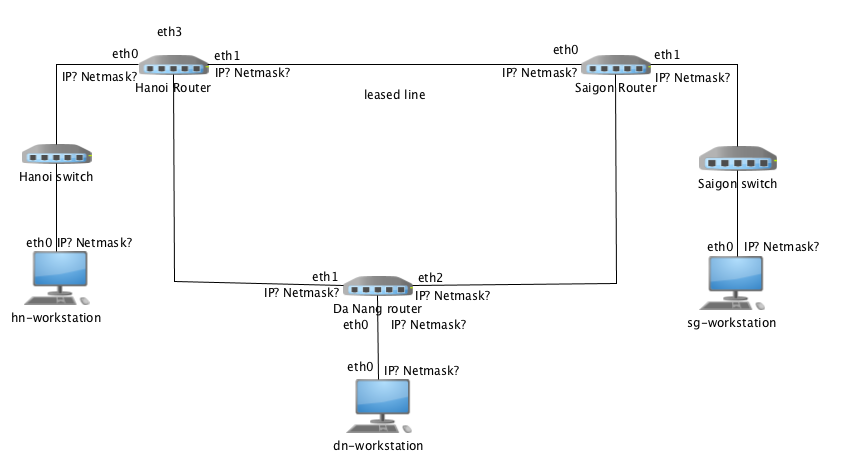 eth3
eth0
eth1
eth0
eth1
IP? Netmask?
IP? Netmask?
IP? Netmask?
IP? Netmask?
Hanoi Router
leased line
Saigon Router
Hanoi switch
Saigon switch
eth0 IP? Netmask?
eth0 IP? Netmask?
hn-workstation
sg-workstation
eth1
eth2
IP? Netmask?
IP? Netmask?
Da Nang router
eth0 IP? Netmask?
eth0 IP? Netmask?
dn-workstation